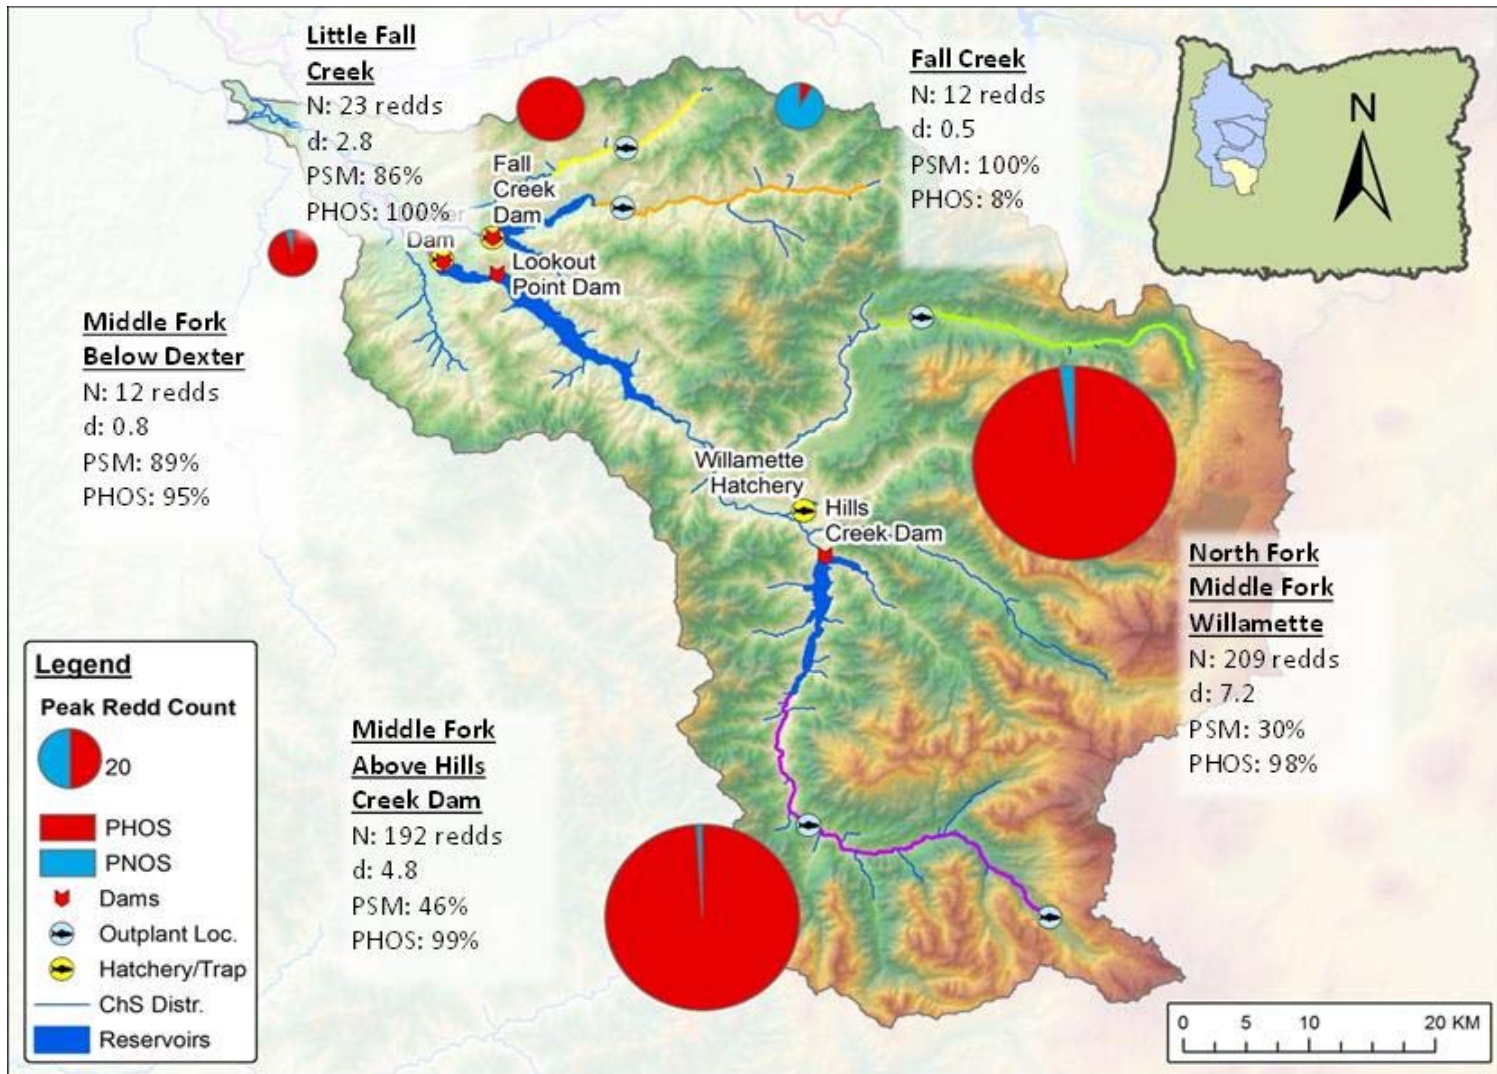 Little Fall
Creek
N: 23 redds
d: 2.8
PSM: 86%
PHOS: 100%
Fall Creek
N: 12 redds
d: 0.5
PSM: 100%
PHOS: 8%
N
Fall
Creek
Dam
Dam
Lookout
Point Dam
Middle Fork
Below Dexter
N: 12 redds
d: 0.8
PSM: 89%
PHOS: 95%
Willamette
Hatchery
Hills
Creek Dam
North Fork
Middle Fork
Willamette
N: 209 redds
d: 7.2
PSM: 30%
PHOS: 98%
Middle Fork
Above Hills
Creek Dam
N: 192 redds
d: 4.8
PSM: 46%
PHOS: 99%
Legend
Peak Redd Count
20
PHOS
PNOS
Dams
Outplant Loc.
Hatchery/Trap
ChS Distr.
Reservoirs
0 5 10 20 KM